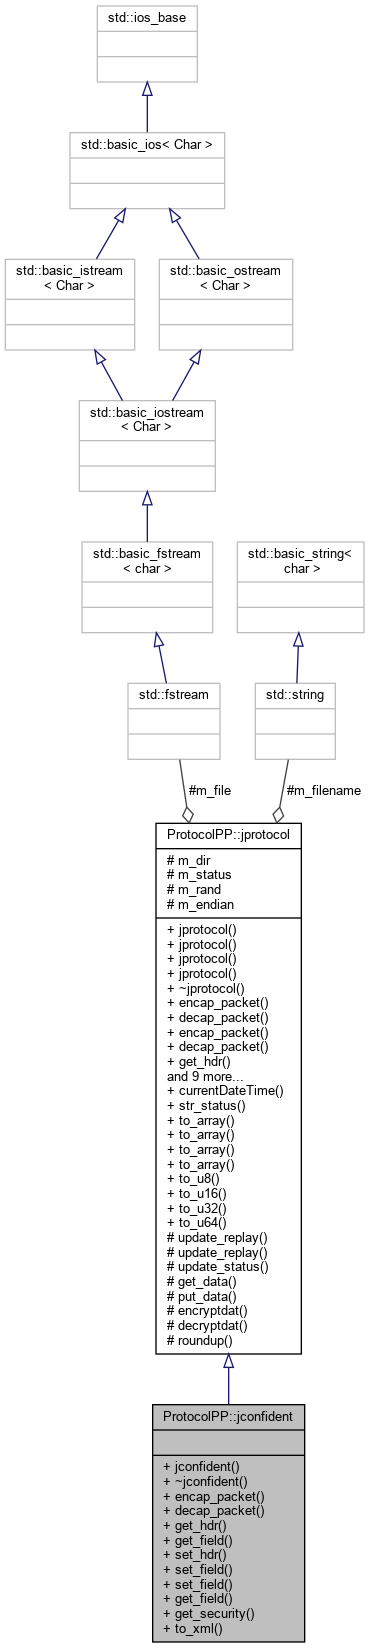 std::ios_base
std::basic_ios< Char >
std::basic_istream
< Char >
std::basic_ostream
< Char >
std::basic_iostream
< Char >
std::basic_fstream
< char >
std::basic_string<
char >
std::fstream
std::string
#m_file
#m_filename
ProtocolPP::jprotocol
# m_dir
# m_status
# m_rand
# m_endian
+ jprotocol()
+ jprotocol()
+ jprotocol()
+ jprotocol()
+ ~jprotocol()
+ encap_packet()
+ decap_packet()
+ encap_packet()
+ decap_packet()
+ get_hdr()
and 9 more...
+ currentDateTime()
+ str_status()
+ to_array()
+ to_array()
+ to_array()
+ to_array()
+ to_u8()
+ to_u16()
+ to_u32()
+ to_u64()
# update_replay()
# update_replay()
# update_status()
# get_data()
# put_data()
# encryptdat()
# decryptdat()
# roundup()
ProtocolPP::jconfident
+ jconfident()
+ ~jconfident()
+ encap_packet()
+ decap_packet()
+ get_hdr()
+ get_field()
+ set_hdr()
+ set_field()
+ set_field()
+ get_field()
+ get_security()
+ to_xml()